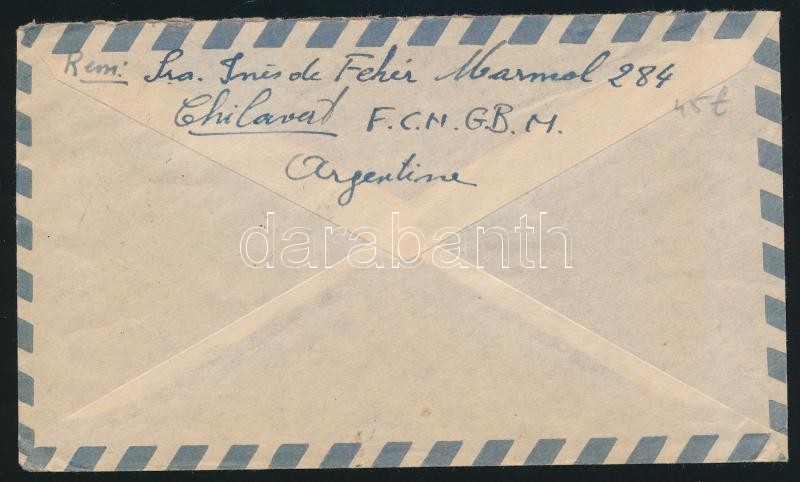 Rem: Sra. Inés de Fehér Marmol 284
Chilavert F.C.N.G.B.M.
Argentine
45t
darabanth